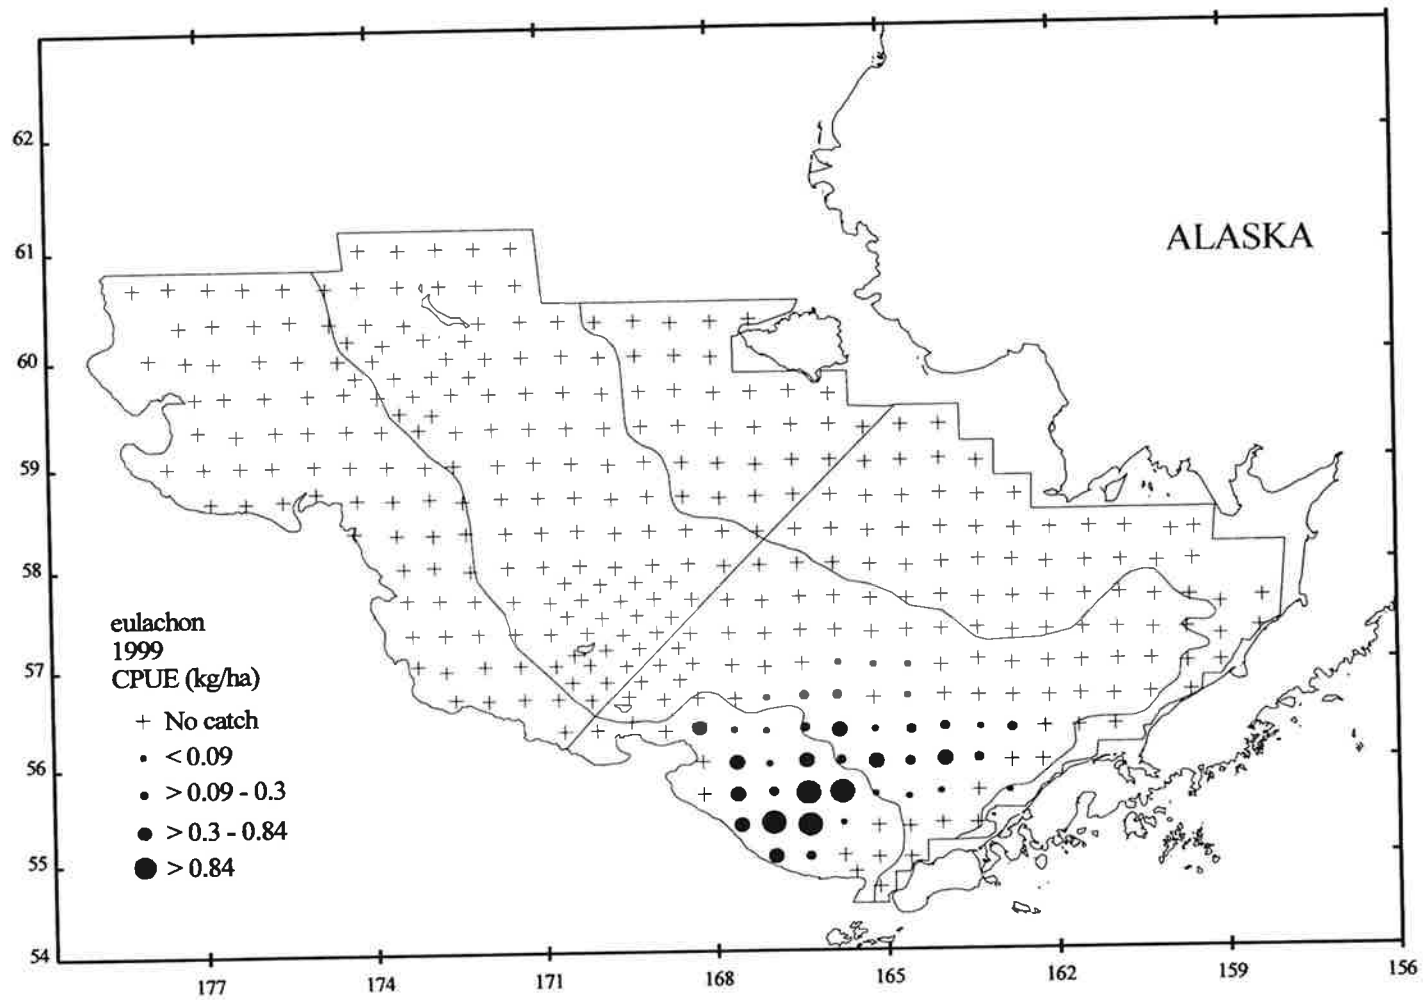 62
ALASKA
61
60
59
58
eulachon
1999
57
CPUE (kg/ha)
+ No catch
< 0.09
56
> 0.09 - 0.3
> 0.3 - 0.84
55
> 0.84
54
177 174 171 168 165 162 159 156